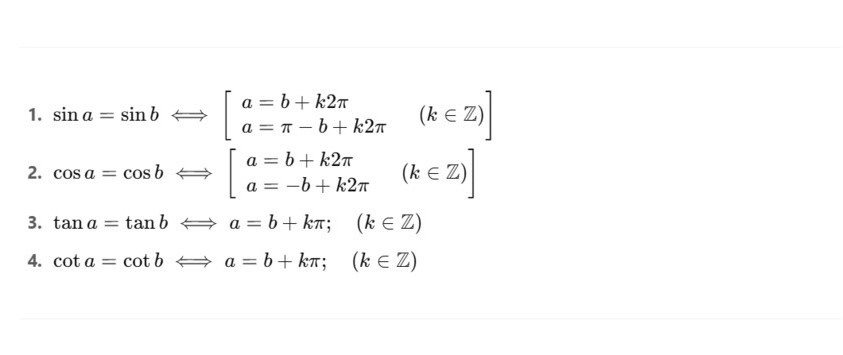 1. sin a = sin b ⟺ [ a = b + k2π
a = π − b + k2π (k ∈ ℤ) ]
2. cos a = cos b ⟺ [ a = b + k2π
a = −b + k2π (k ∈ ℤ) ]
3. tan a = tan b ⟺ a = b + kπ; (k ∈ ℤ)
4. cot a = cot b ⟺ a = b + kπ; (k ∈ ℤ)